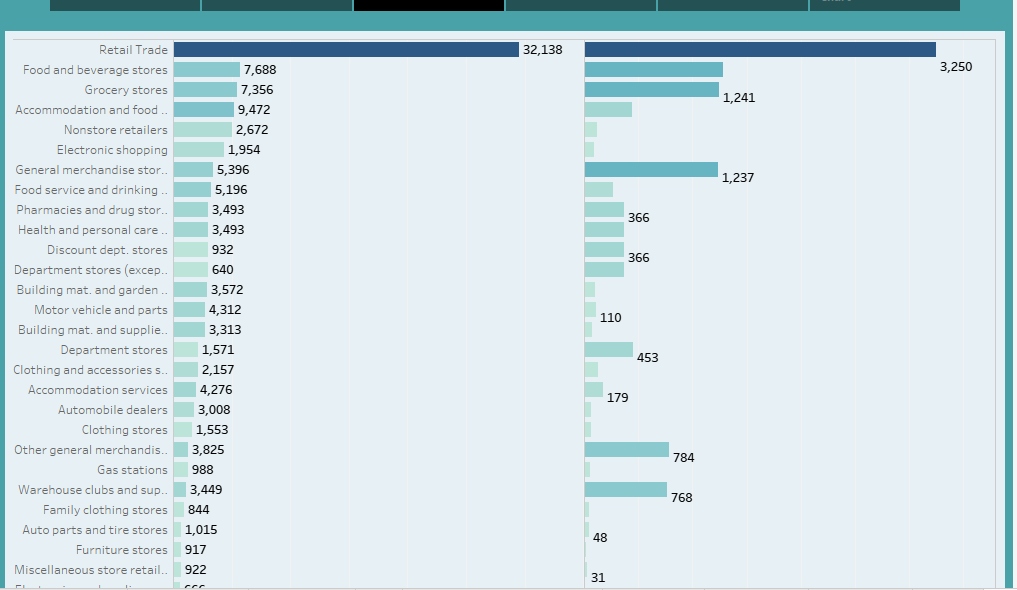 Retail Trade 32,138 3,250
Food and beverage stores 7,688
Grocery stores 7,356 1,241
Accommodation and food .. 9,472
Nonstore retailers 2,672
Electronic shopping 1,954
General merchandise stor.. 5,396 1,237
Food service and drinking .. 5,196
Pharmacies and drug stor.. 3,493 366
Health and personal care .. 3,493
Discount dept. stores 932 366
Department stores (excep.. 640
Building mat. and garden .. 3,572
Motor vehicle and parts 4,312 110
Building mat. and supplie.. 3,313
Department stores 1,571 453
Clothing and accessories s.. 2,157
Accommodation services 4,276 179
Automobile dealers 3,008
Clothing stores 1,553
Other general merchandis.. 3,825 784
Gas stations 988
Warehouse clubs and sup.. 3,449 768
Family clothing stores 844
Auto parts and tire stores 1,015 48
Furniture stores 917
Miscellaneous store retail.. 922 31